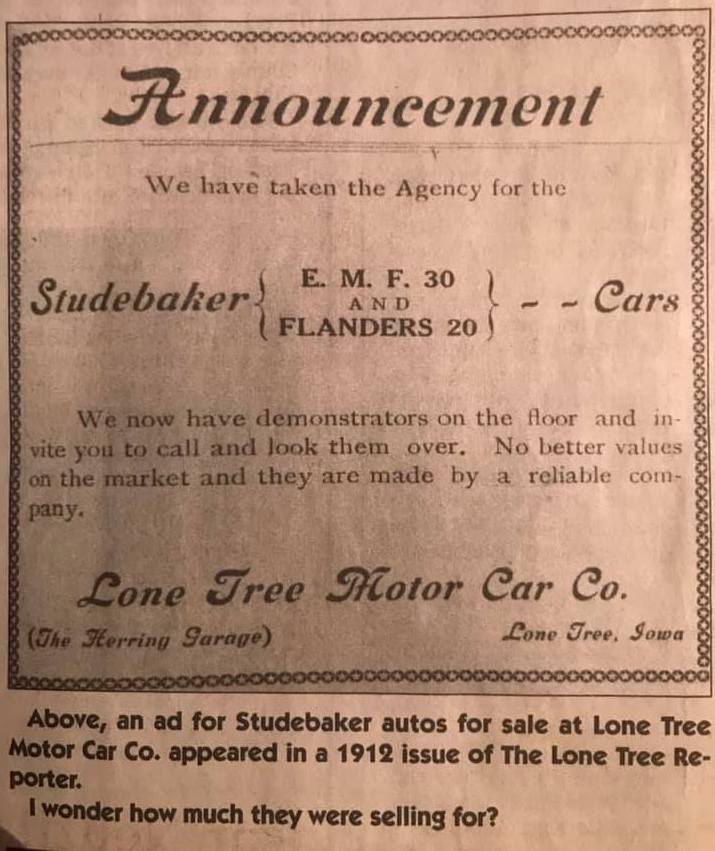 Announcement
We have taken the Agency for the
Studebaker { E. M. F. 30 AND FLANDERS 20 } - - Cars
We now have demonstrators on the floor and in-
vite you to call and look them over. No better values
on the market and they are made by a reliable com-
pany.
Lone Tree Motor Car Co.
(The Herring Garage) Lone Tree, Iowa
Above, an ad for Studebaker autos for sale at Lone Tree
Motor Car Co. appeared in a 1912 issue of The Lone Tree Re-
porter.
I wonder how much they were selling for?